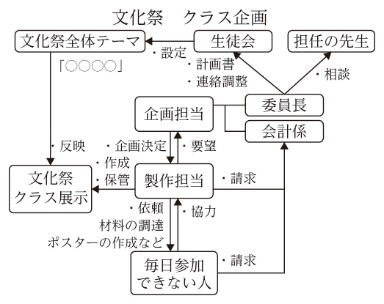 文化祭　クラス企画
文化祭全体テーマ
・設定
生徒会
担任の先生
「○○○○」
・計画書
・連絡調整
・相談
企画担当
委員長
会計係
・反映
・企画決定
・要望
・作成
・保管
文化祭
クラス展示
製作担当
・請求
・依頼
材料の調達
ポスターの作成など
・協力
毎日参加
できない人
・請求